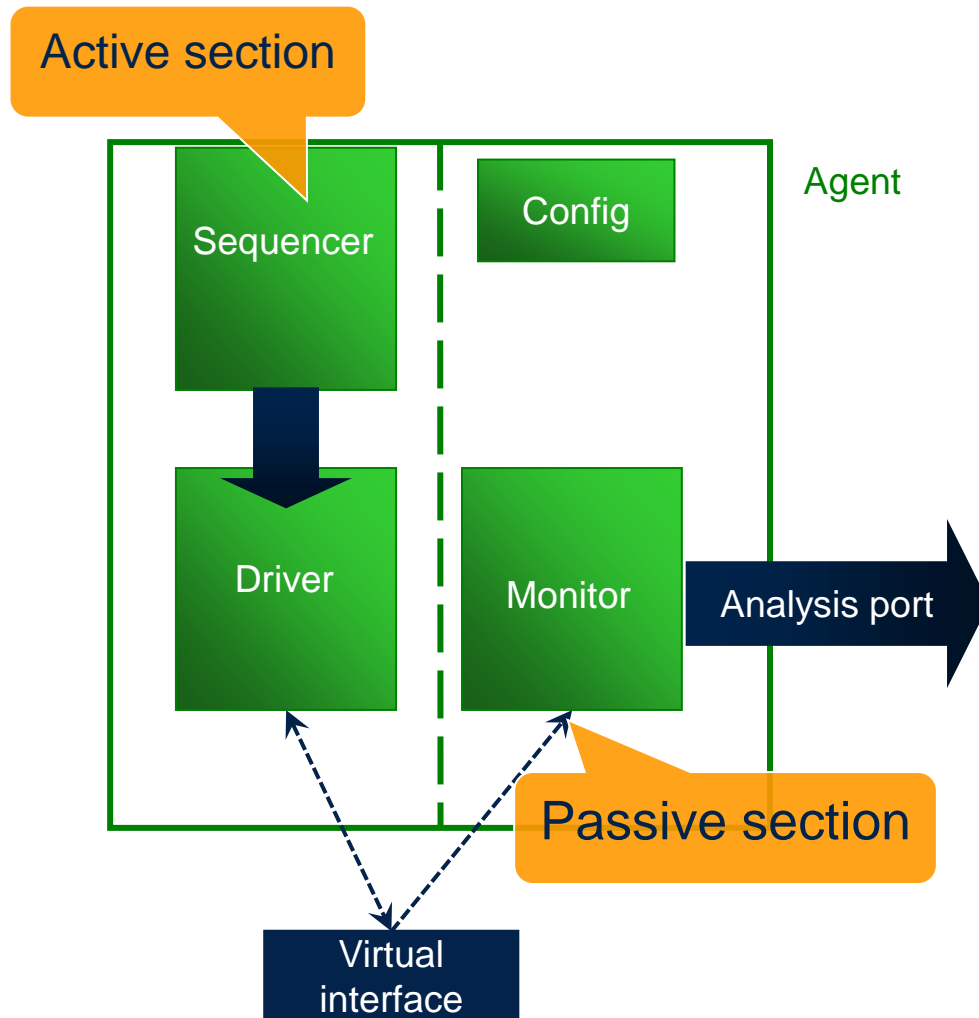 Active section
Agent
Sequencer
Config
Driver
Monitor
Analysis port
Passive section
Virtual
interface